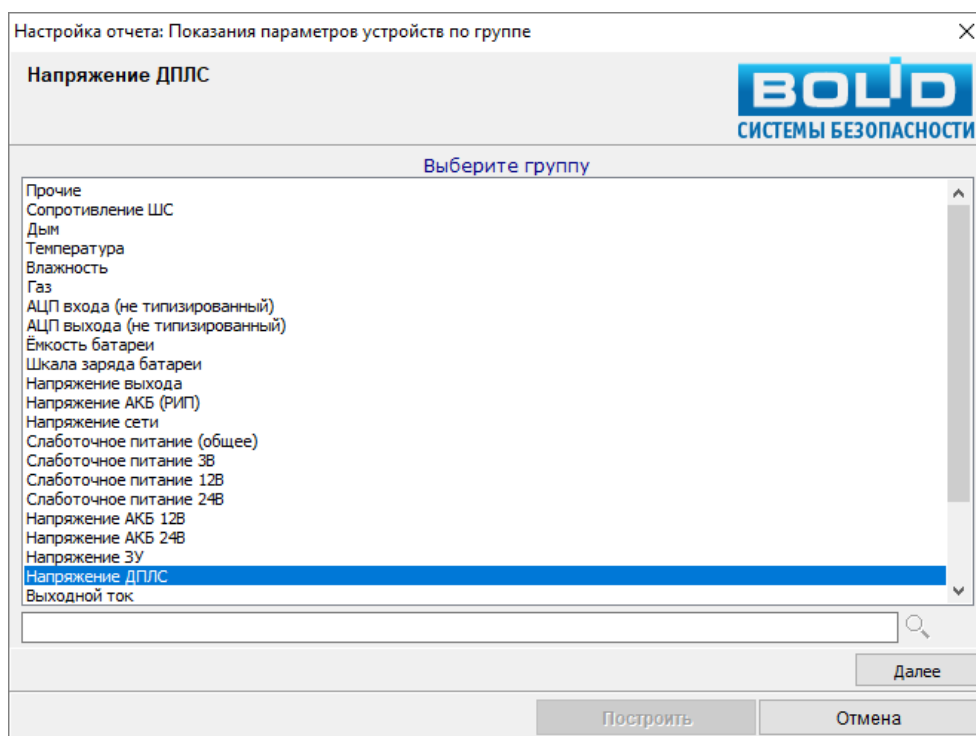 Настройка отчета: Показания параметров устройств по группе
Напряжение ДПЛС
BOLID
СИСТЕМЫ БЕЗОПАСНОСТИ
Выберите группу
Прочие
Сопротивление ШС
Дым
Температура
Влажность
Газ
АЦП входа (не типизированный)
АЦП выхода (не типизированный)
Ёмкость батареи
Шкала заряда батареи
Напряжение выхода
Напряжение АКБ (РИП)
Напряжение сети
Слаботочное питание (общее)
Слаботочное питание 3В
Слаботочное питание 12В
Слаботочное питание 24В
Напряжение АКБ 12В
Напряжение АКБ 24В
Напряжение ЗУ
Напряжение ДПЛС
Выходной ток
Далее
Построить
Отмена